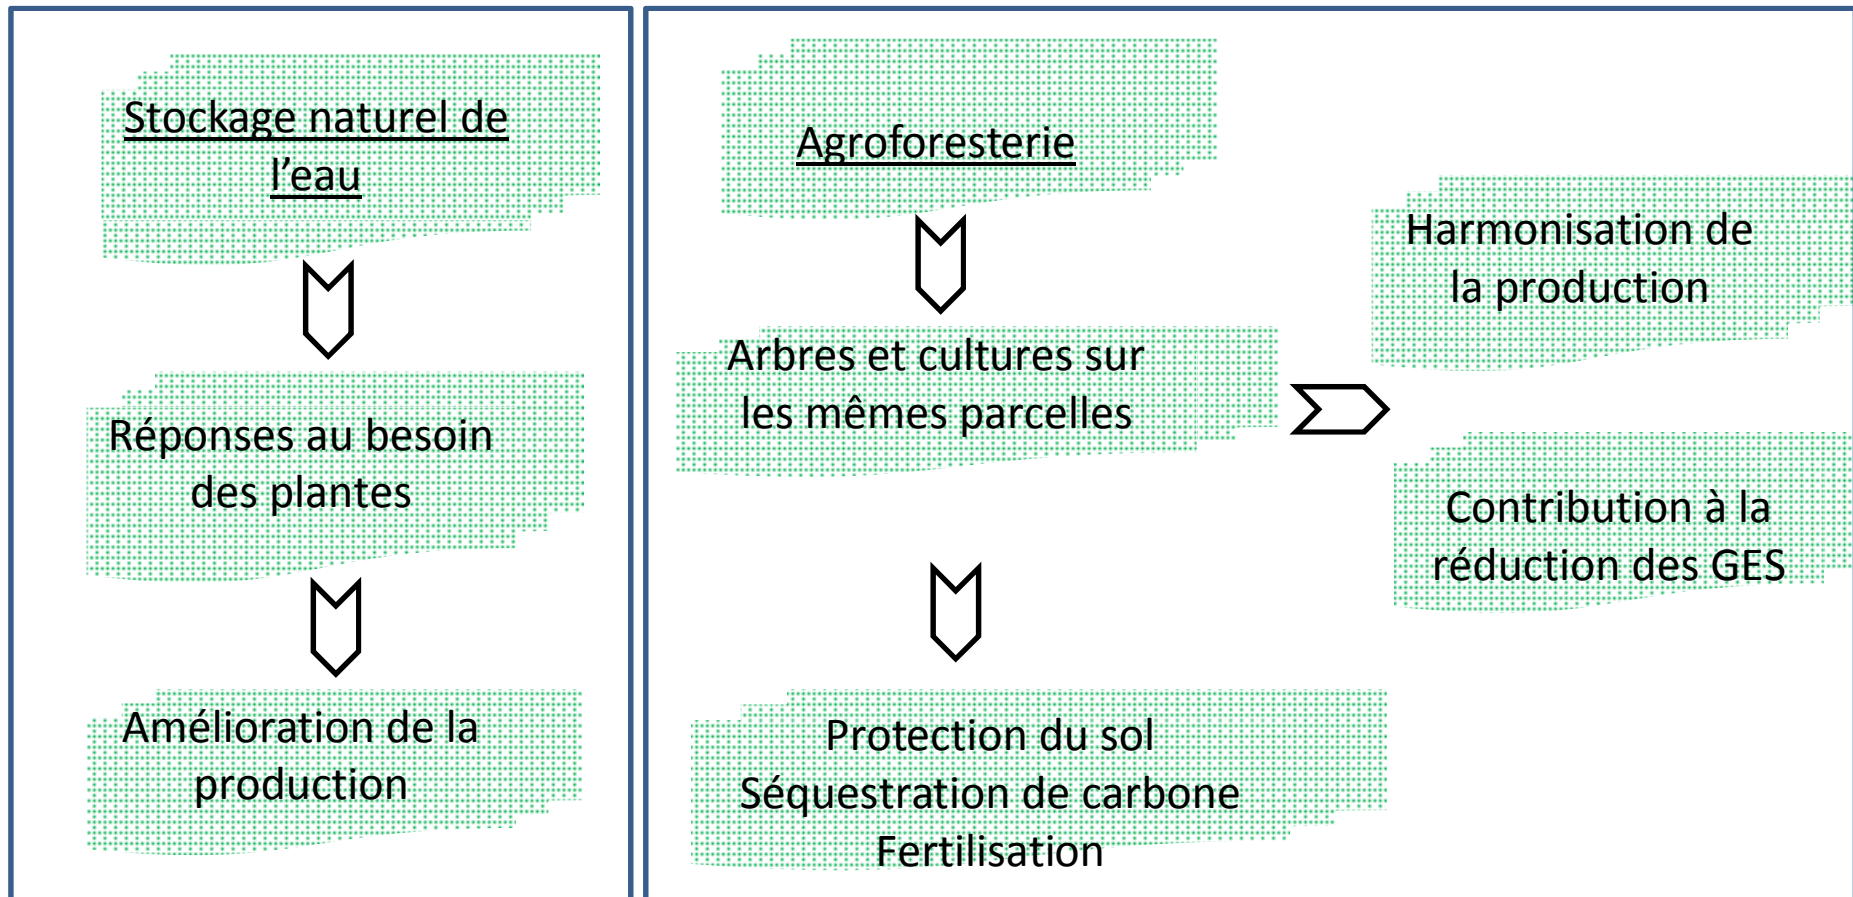 Stockage naturel de
l’eau
Réponses au besoin
des plantes
Amélioration de la
production
Agroforesterie
Arbres et cultures sur
les mêmes parcelles
Protection du sol
Séquestration de carbone
Fertilisation
Harmonisation de
la production
Contribution à la
réduction des GES